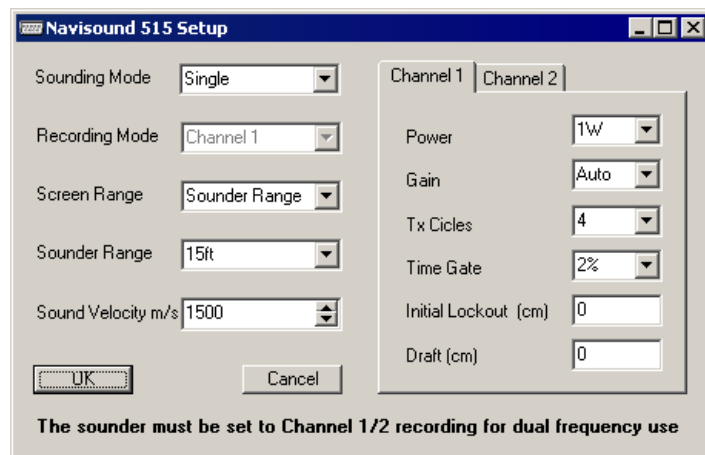 Navisound 515 Setup
Sounding Mode Single
Recording Mode Channel 1
Screen Range Sounder Range
Sounder Range 15ft
Sound Velocity m/s 1500
OK Cancel
Channel 1 Channel 2
Power 1W
Gain Auto
Tx Cicles 4
Time Gate 2%
Initial Lockout (cm) 0
Draft (cm) 0
The sounder must be set to Channel 1/2 recording for dual frequency use